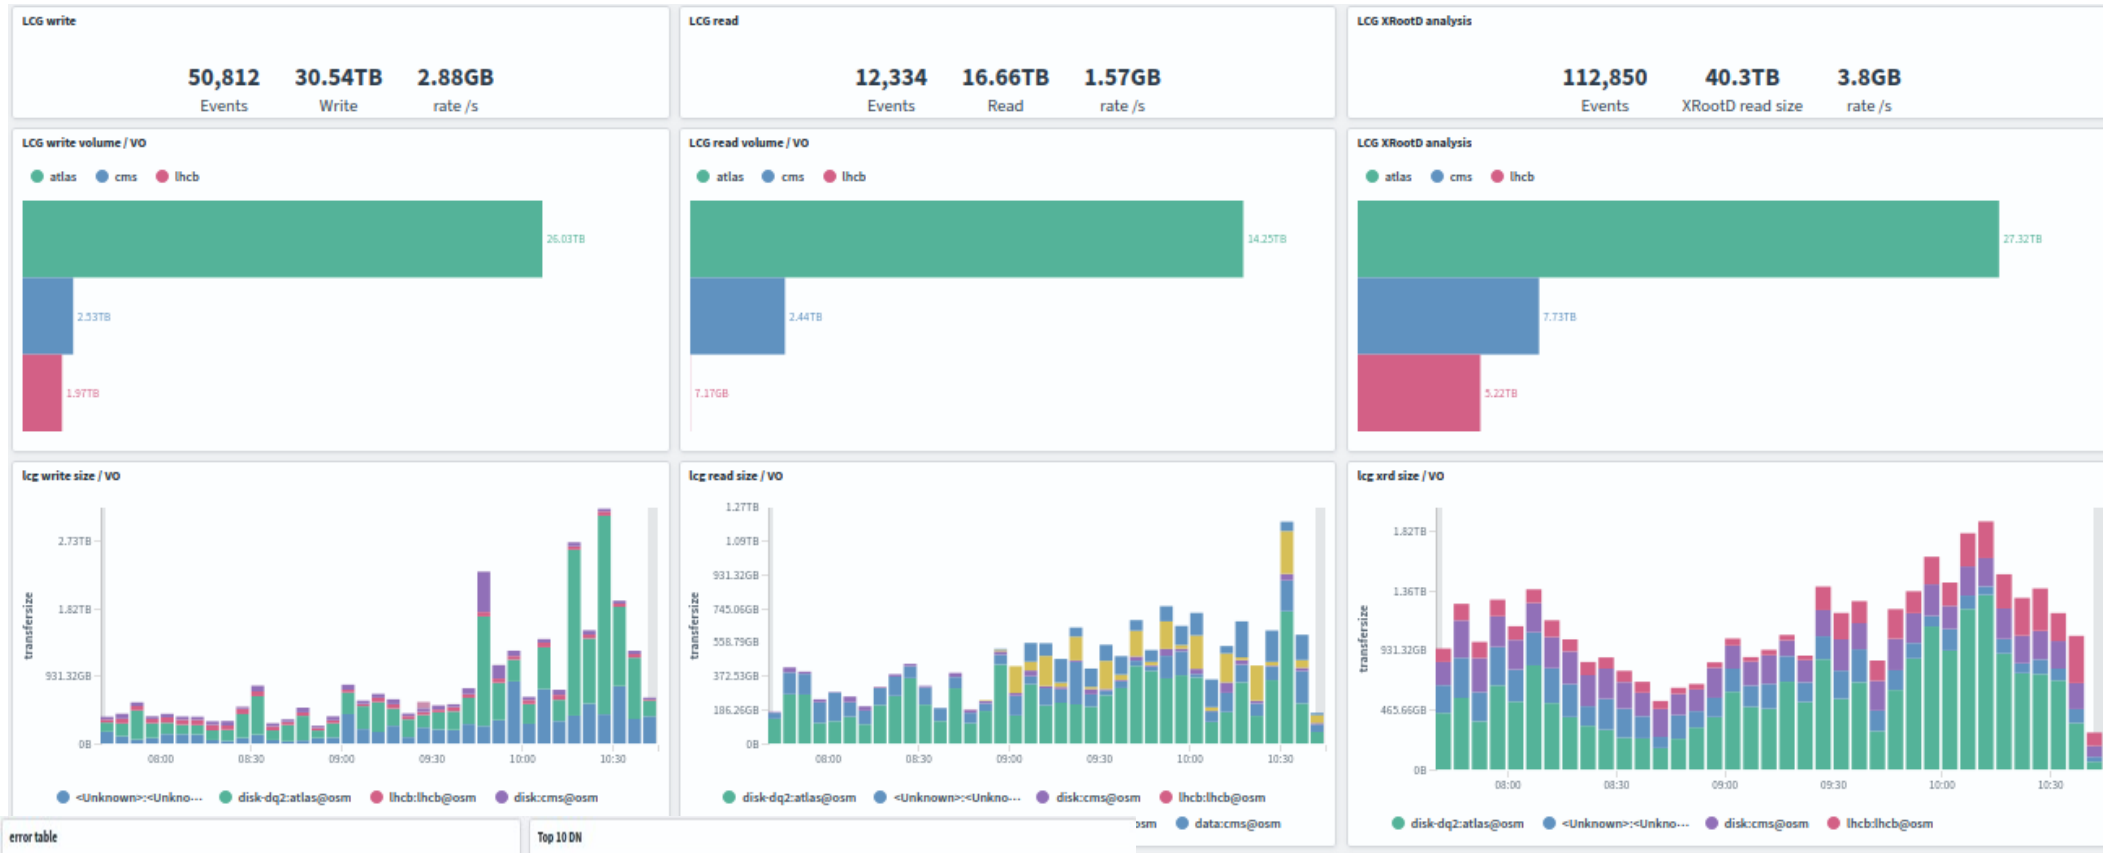 LCG write
50,812 30.54TB 2.88GB
Events Write rate /s
LCG read
12,334 16.66TB 1.57GB
Events Read rate /s
LCG XRootD analysis
112,850 40.3TB 3.8GB
Events XRootD read size rate /s
LCG write volume / VO
atlas cms lhcb
26.03TB
2.53TB
1.97TB
LCG read volume / VO
atlas cms lhcb
14.25TB
2.44TB
7.17GB
LCG XRootD analysis
atlas cms lhcb
27.32TB
7.73TB
5.22TB
lcg write size / VO
transfersize
2.73TB
1.82TB
931.32GB
0B
08:00 08:30 09:00 09:30 10:00 10:30
<Unknown>:<Unkno... disk-dq2:atlas@osm lhcb:lhcb@osm disk:cms@osm
lcg read size / VO
transfersize
1.27TB
1.09TB
931.32GB
745.06GB
558.79GB
372.53GB
186.26GB
0B
08:00 08:30 09:00 09:30 10:00 10:30
disk-dq2:atlas@osm <Unknown>:<Unkno... disk:cms@osm lhcb:lhcb@osm
osm data:cms@osm
lcg xrd size / VO
transfersize
1.82TB
1.36TB
931.32GB
465.66GB
0B
08:00 08:30 09:00 09:30 10:00 10:30
disk-dq2:atlas@osm <Unknown>:<Unkno... disk:cms@osm lhcb:lhcb@osm
error table
Top 10 DN